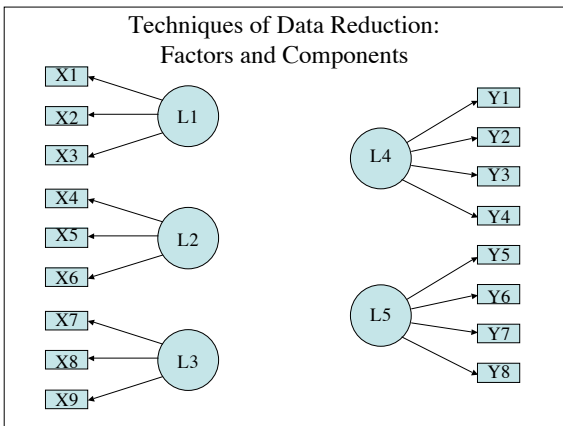 Techniques of Data Reduction:
Factors and Components
X1
X2
X3
L1
X4
X5
X6
L2
X7
X8
X9
L3
Y1
Y2
Y3
Y4
L4
Y5
Y6
Y7
Y8
L5